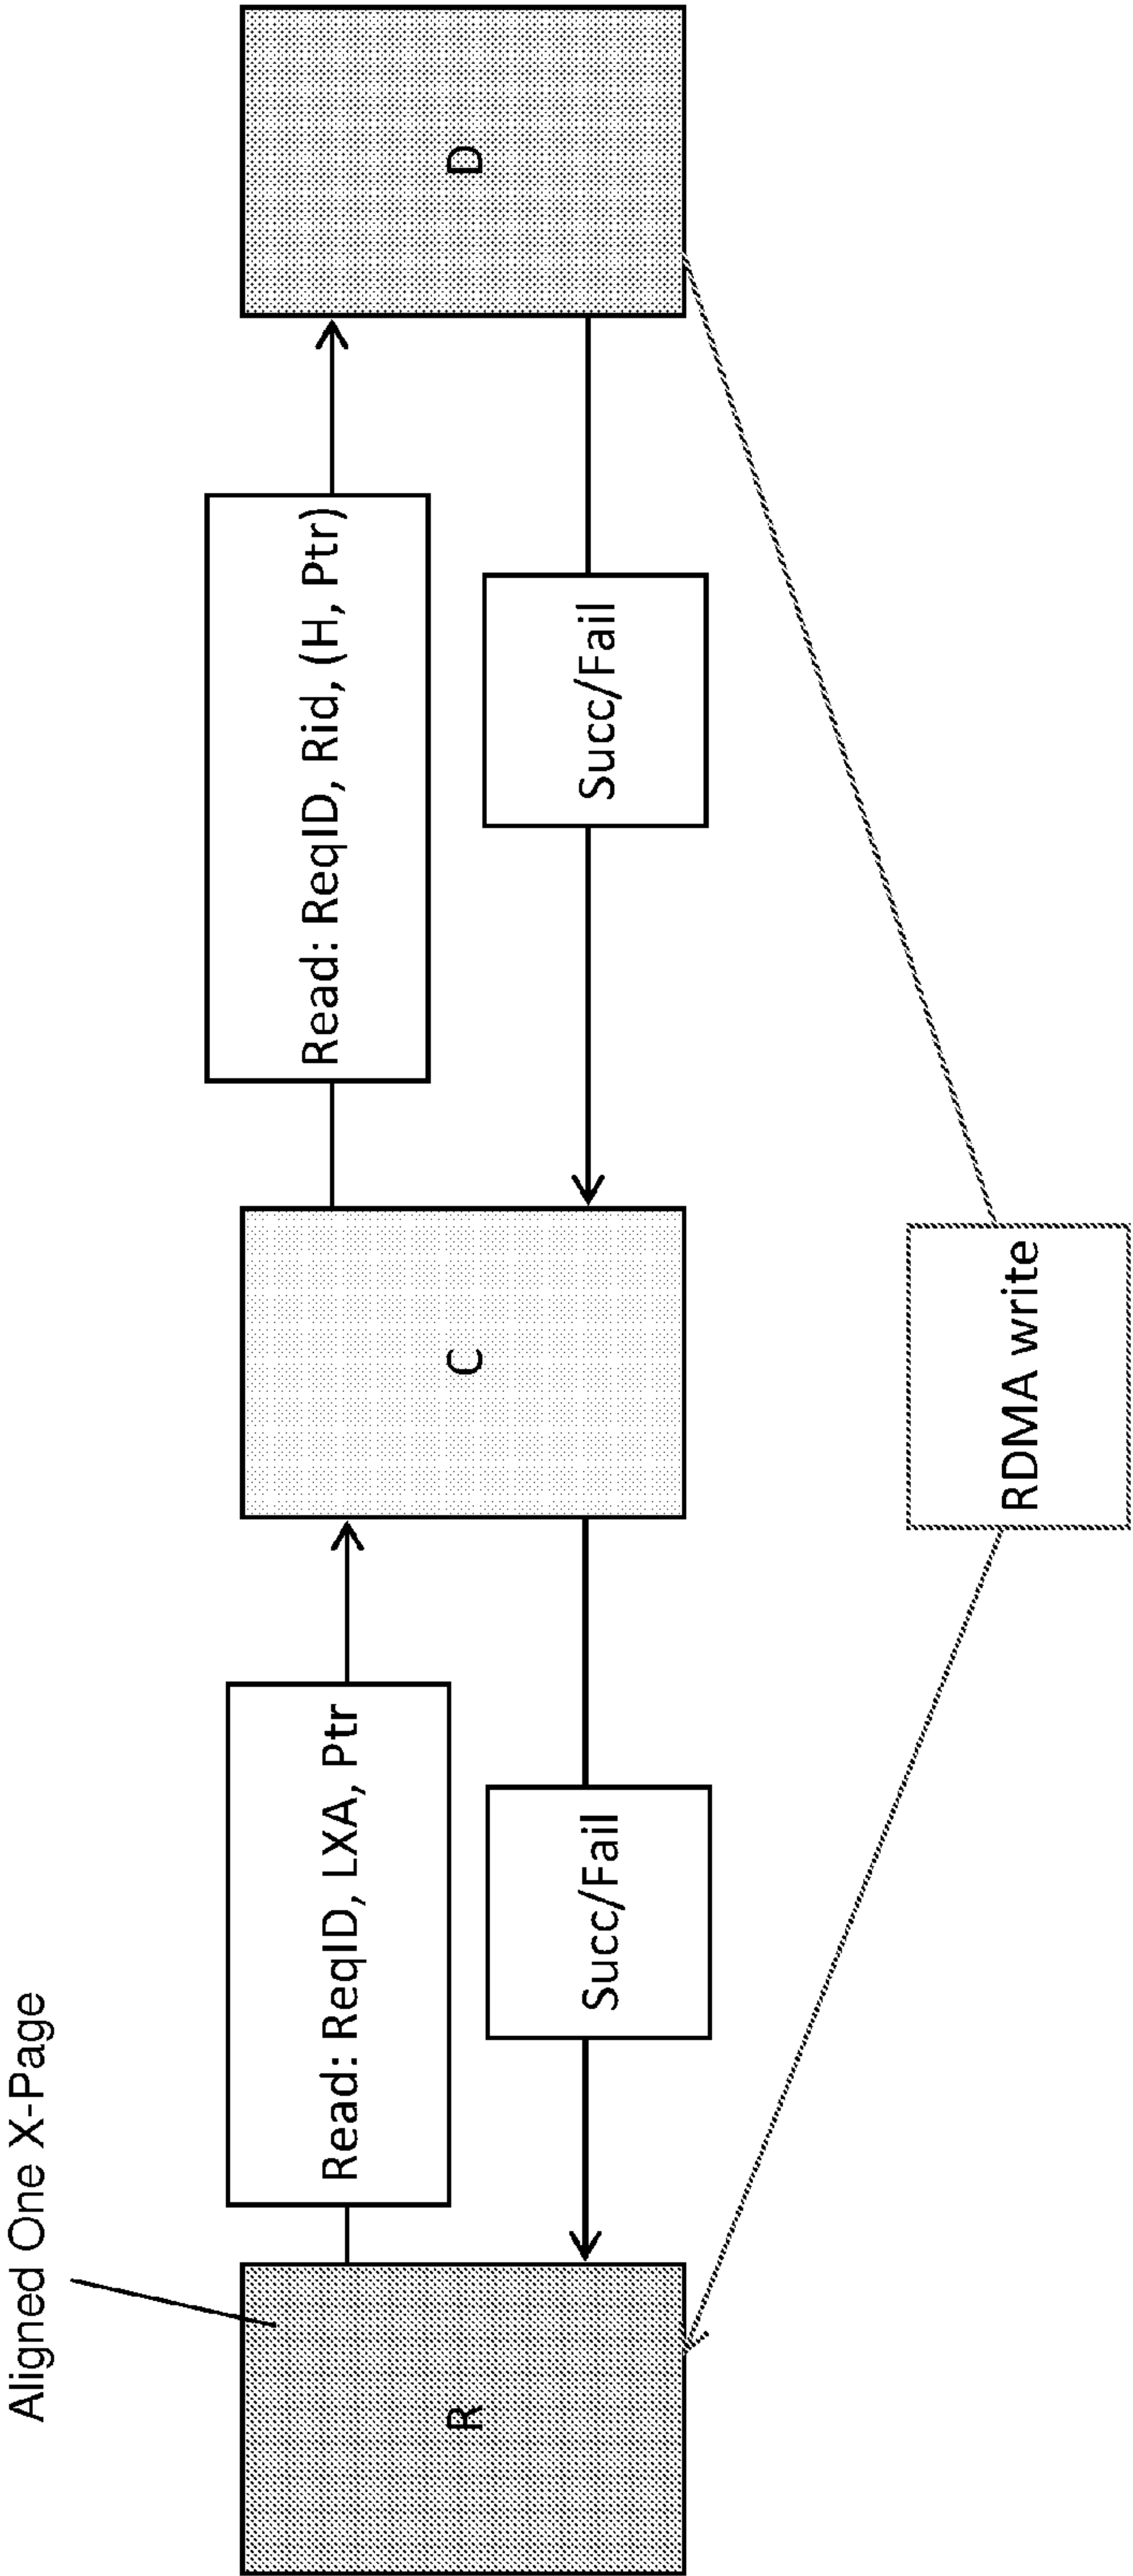 Aligned One X-Page
R
Read: ReqID, LXA, Ptr
Succ/Fail
C
Read: ReqID, Rid, (H, Ptr)
Succ/Fail
D
RDMA write